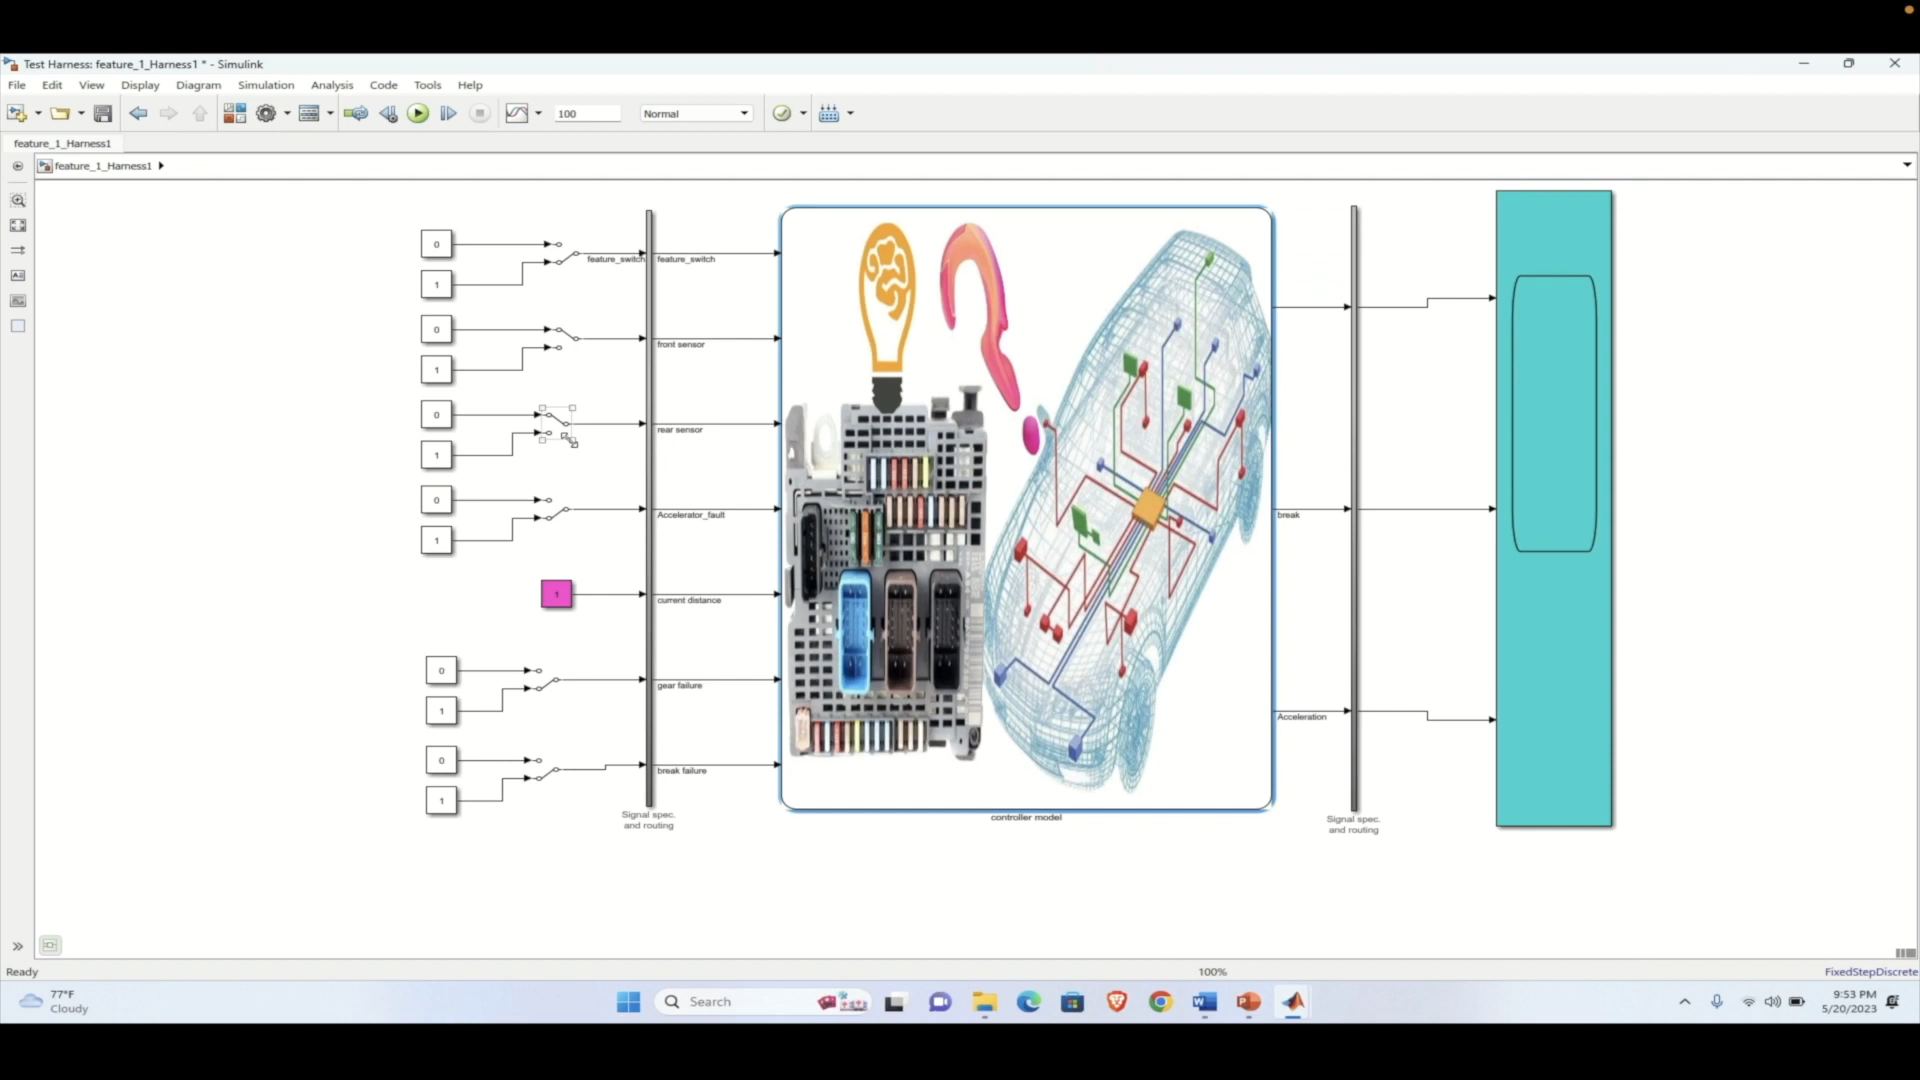 Test Harness: feature_1_Harness1 * - Simulink
File Edit View Display Diagram Simulation Analysis Code Tools Help
100 Normal
feature_1_Harness1
feature_1_Harness1
0
feature_switch feature_switch
1
0
front sensor
1
0
rear sensor
1
0
Accelerator_fault
break
1
1
current distance
0
gear failure
1
Acceleration
0
break failure
1
Signal spec.
and routing
controller model
Signal spec.
and routing
Ready 100% FixedStepDiscrete
77°F
Cloudy
Search
9:53 PM
5/20/2023